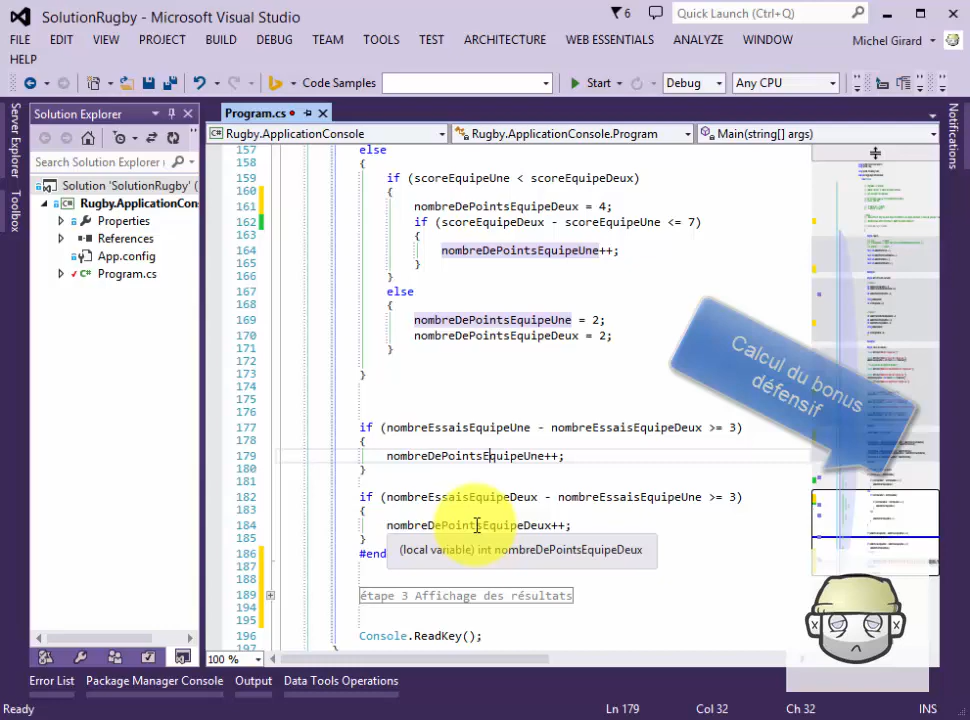 SolutionRugby - Microsoft Visual Studio
6
Quick Launch (Ctrl+Q)
FILE EDIT VIEW PROJECT BUILD DEBUG TEAM TOOLS TEST ARCHITECTURE WEB ESSENTIALS ANALYZE WINDOW
Michel Girard
HELP
Code Samples
Start
Debug
Any CPU
Server Explorer
Toolbox
Solution Explorer
Search Solution Explorer (
Solution 'SolutionRugby' (
Rugby.ApplicationCon
Properties
References
App.config
C# Program.cs
Program.cs
Rugby.ApplicationConsole
Rugby.ApplicationConsole.Program
Main(string[] args)
Notifications
157 else
158 {
159 if (scoreEquipeUne < scoreEquipeDeux)
160 {
161 nombreDePointsEquipeDeux = 4;
162 if (scoreEquipeDeux - scoreEquipeUne <= 7)
163 {
164 nombreDePointsEquipeUne++;
165 }
166 }
167 else
168 {
169 nombreDePointsEquipeUne = 2;
170 nombreDePointsEquipeDeux = 2;
171 }
172
173 }
174
175
176
177 if (nombreEssaisEquipeUne - nombreEssaisEquipeDeux >= 3)
178 {
179 nombreDePointsEquipeUne++;
180 }
182 if (nombreEssaisEquipeDeux - nombreEssaisEquipeUne >= 3)
183 {
184 nombreDePointsEquipeDeux++;
185 }
(local variable) int nombreDePointsEquipeDeux
186 #end
187
188
189 étape 3 Affichage des résultats
194
195
196 Console.ReadKey();
197 }
Calcul du bonus
défensif
100 %
Error List Package Manager Console Output Data Tools Operations
Ready
Ln 179 Col 32 Ch 32 INS